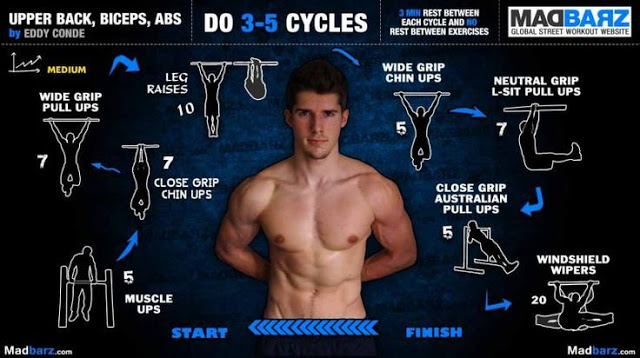 UPPER BACK, BICEPS, ABS
by EDDY CONDE
DO 3-5 CYCLES
3 MIN REST BETWEEN
EACH CYCLE AND NO
REST BETWEEN EXERCISES
MADBARZ
GLOBAL STREET WORKOUT WEBSITE
MEDIUM
LEG
RAISES
10
WIDE GRIP
PULL UPS
7
7
CLOSE GRIP
CHIN UPS
5
MUSCLE
UPS
START
WIDE GRIP
CHIN UPS
5
NEUTRAL GRIP
L-SIT PULL UPS
7
CLOSE GRIP
AUSTRALIAN
PULL UPS
5
WINDSHIELD
WIPERS
20
FINISH
Madbarz.com
Madbarz.com